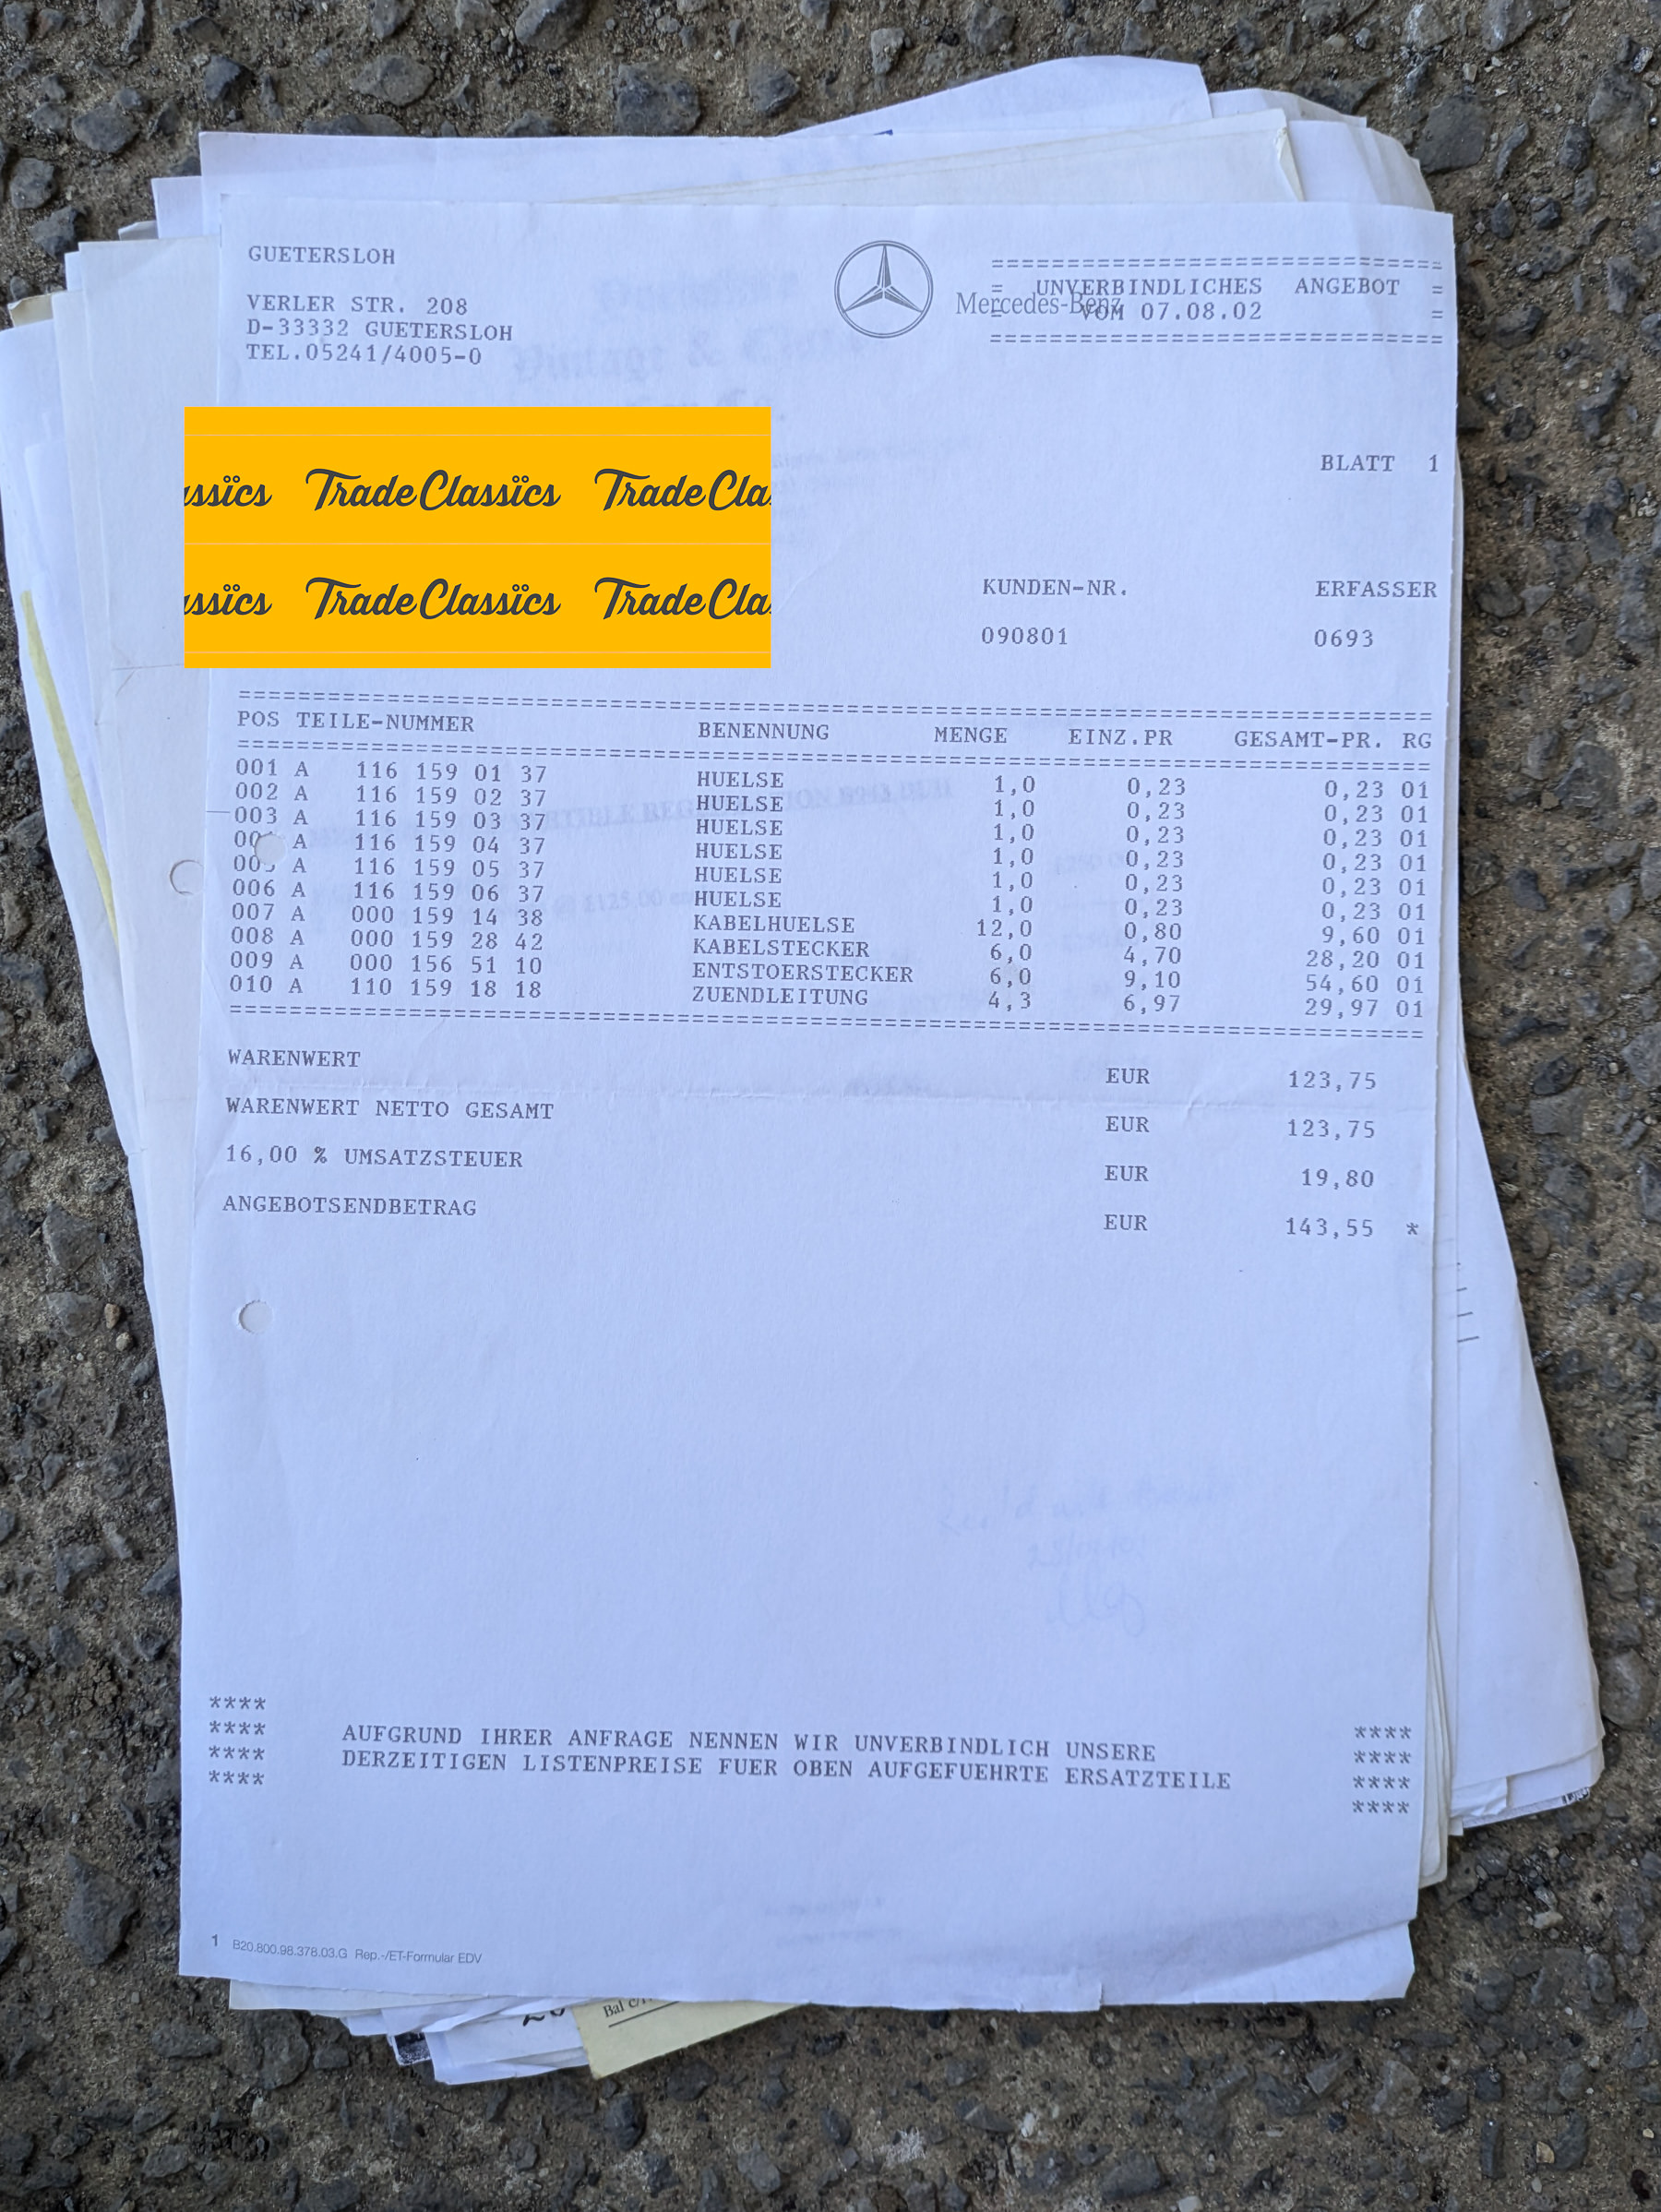 GUETERSLOH
VERLER STR. 208
D-33332 GUETERSLOH
TEL.05241/4005-0
Mercedes-Benz
==============================
= UNVERBINDLICHES ANGEBOT =
= VOM 07.08.02 =
==============================
BLATT 1
ssïcs TradeClassïcs TradeCla
ssïcs TradeClassïcs TradeCla
KUNDEN-NR. ERFASSER
090801 0693
POS TEILE-NUMMER BENENNUNG MENGE EINZ.PR GESAMT-PR. RG
001 A 116 159 01 37 HUELSE 1,0 0,23 0,23 01
002 A 116 159 02 37 HUELSE 1,0 0,23 0,23 01
003 A 116 159 03 37 HUELSE 1,0 0,23 0,23 01
00 A 116 159 04 37 HUELSE 1,0 0,23 0,23 01
00 A 116 159 05 37 HUELSE 1,0 0,23 0,23 01
006 A 116 159 06 37 HUELSE 1,0 0,23 0,23 01
007 A 000 159 14 38 KABELHUELSE 12,0 0,80 9,60 01
008 A 000 159 28 42 KABELSTECKER 6,0 4,70 28,20 01
009 A 000 156 51 10 ENTSTOERSTECKER 6,0 9,10 54,60 01
010 A 110 159 18 18 ZUENDLEITUNG 4,3 6,97 29,97 01
WARENWERT EUR 123,75
WARENWERT NETTO GESAMT EUR 123,75
16,00 % UMSATZSTEUER EUR 19,80
ANGEBOTSENDBETRAG EUR 143,55 *
****
**** AUFGRUND IHRER ANFRAGE NENNEN WIR UNVERBINDLICH UNSERE ****
**** DERZEITIGEN LISTENPREISE FUER OBEN AUFGEFUEHRTE ERSATZTEILE ****
**** ****
****
1 B20.800.98.378.03.G Rep.-/ET-Formular EDV
Bal